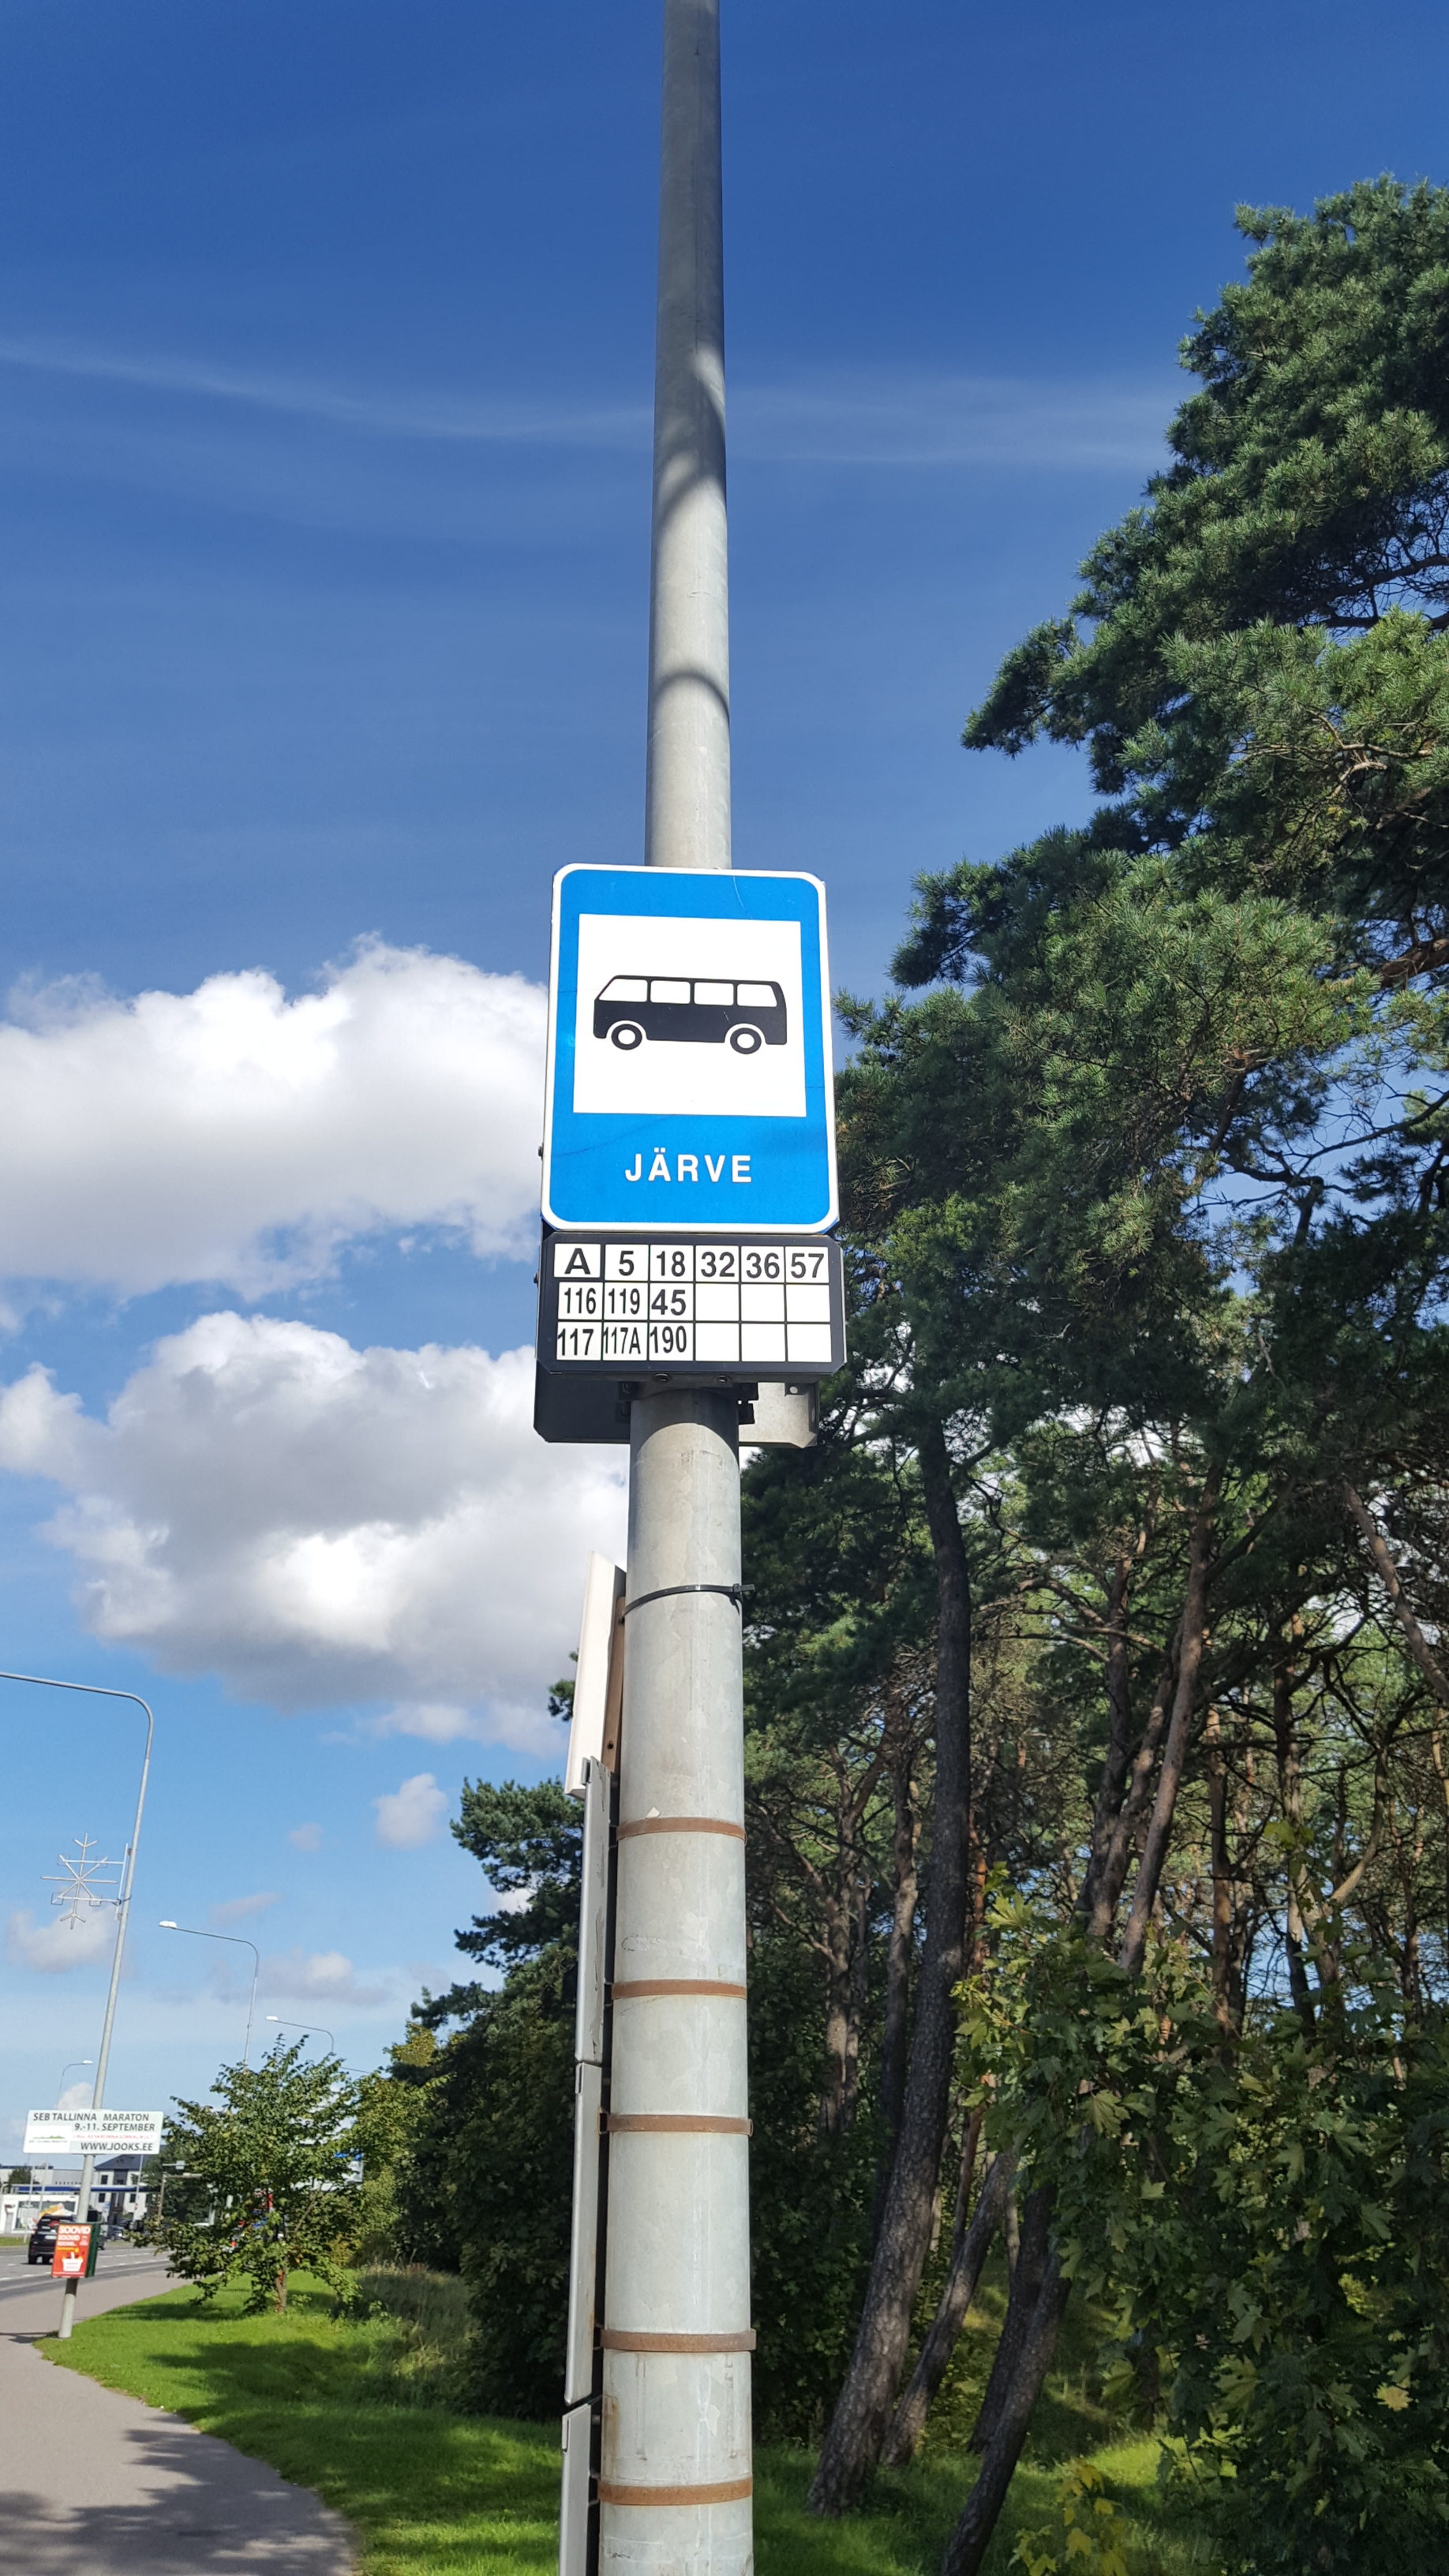 JÄRVE
A 5 18 32 36 57
116 119 45
117 117A 190
SEB TALLINNA MARATON
9.-11. SEPTEMBER
WWW.JOOKS.EE
SOOVID